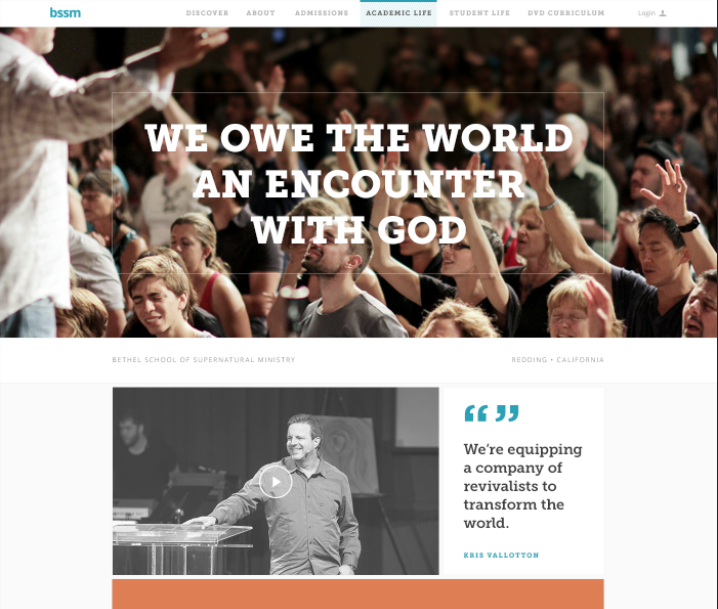 bssm
DISCOVER ABOUT ADMISSIONS ACADEMIC LIFE STUDENT LIFE DVD CURRICULUM Login
WE OWE THE WORLD
AN ENCOUNTER
WITH GOD
BETHEL SCHOOL OF SUPERNATURAL MINISTRY
REDDING • CALIFORNIA
“ ”
We’re equipping
a company of
revivalists to
transform the
world.
KRIS VALLOTTON